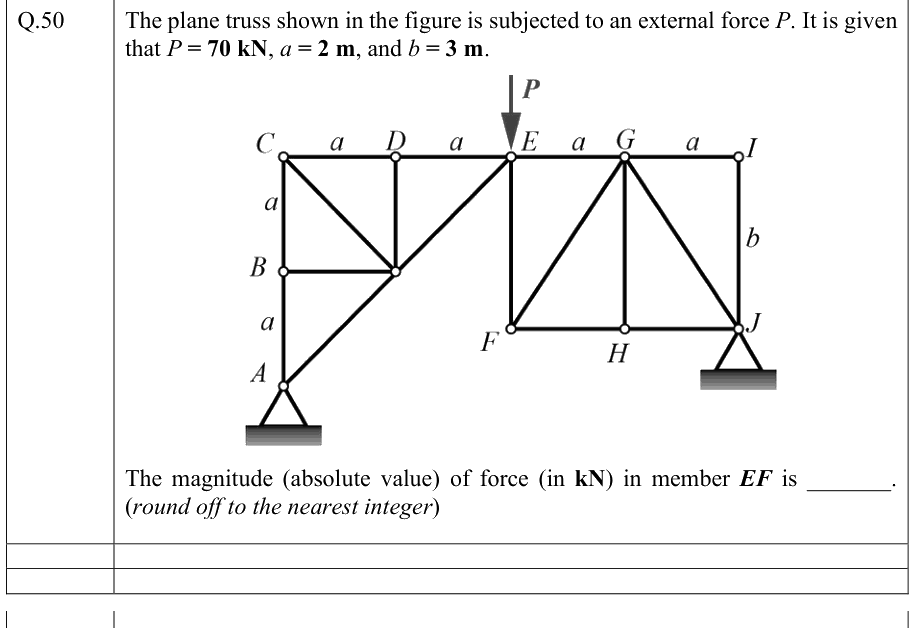 Q.50
The plane truss shown in the figure is subjected to an external force P. It is given
that P = 70 kN, a = 2 m, and b = 3 m.
P
C a D a E a G a I
a
b
B
a
F J
H
A
The magnitude (absolute value) of force (in kN) in member EF is ________.
(round off to the nearest integer)